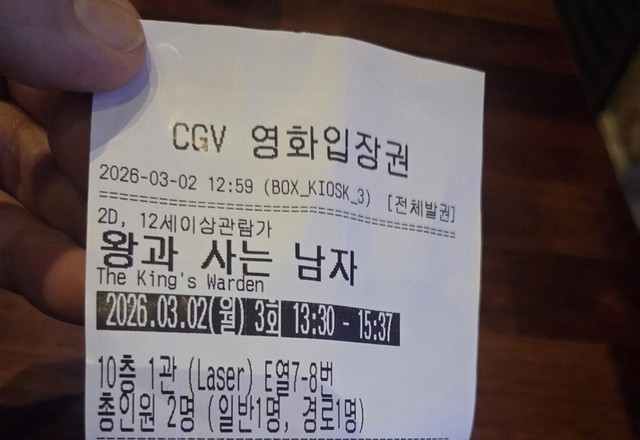 CGV 영화입장권
2026-03-02 12:59 (BOX_KIOSK_3) [전체발권]
2D, 12세이상관람가
왕과 사는 남자
The King's Warden
2026.03.02(월) 3회 13:30 - 15:37
10층 1관 (Laser) E열7-8번
총인원 2명 (일반1명, 경로1명)